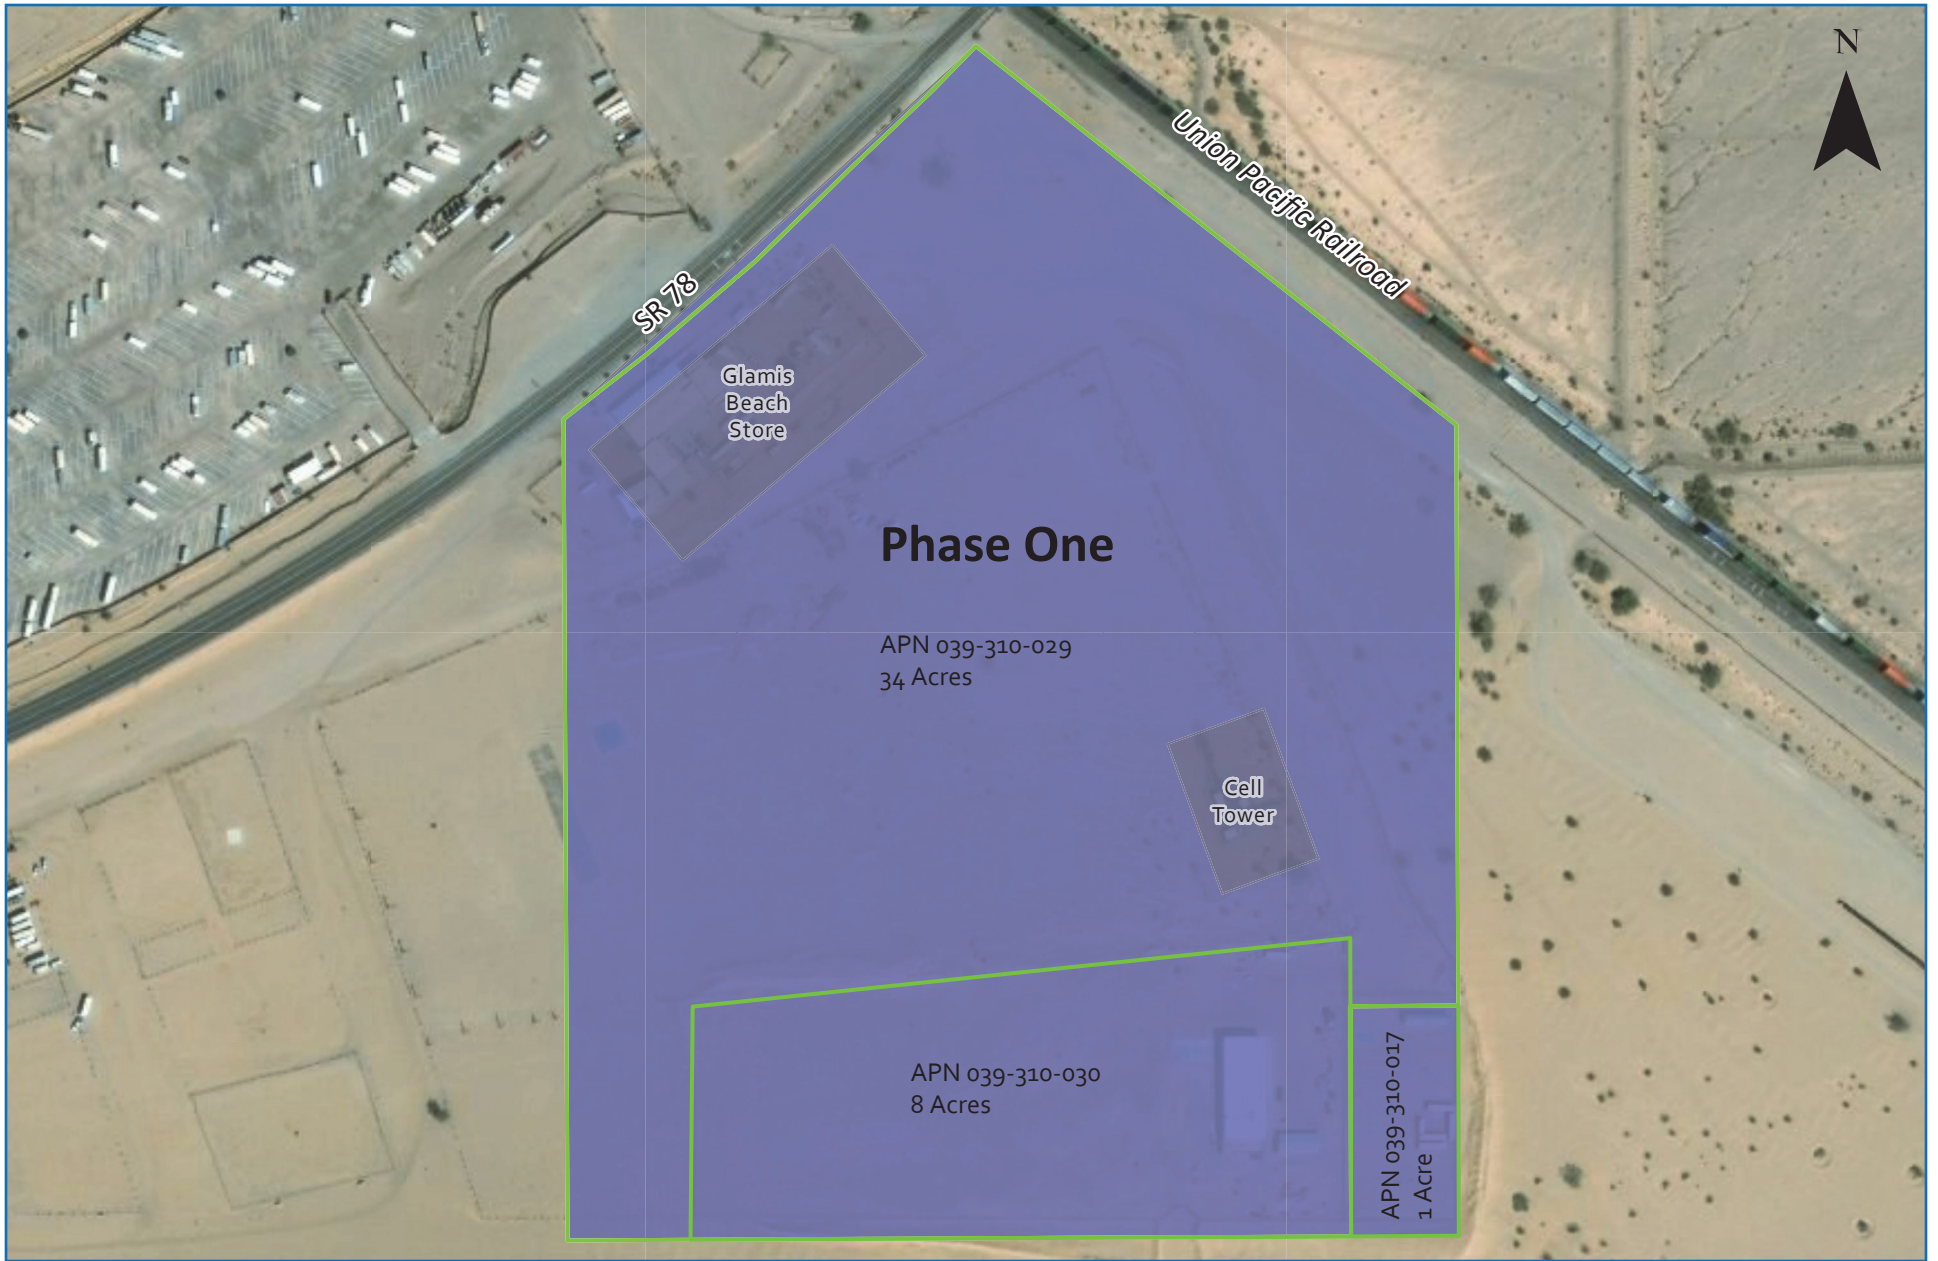 N
Union Pacific Railroad
SR 78
Glamis
Beach
Store
Phase One
APN 039-310-029
34 Acres
Cell
Tower
APN 039-310-030
8 Acres
APN 039-310-017
1 Acre